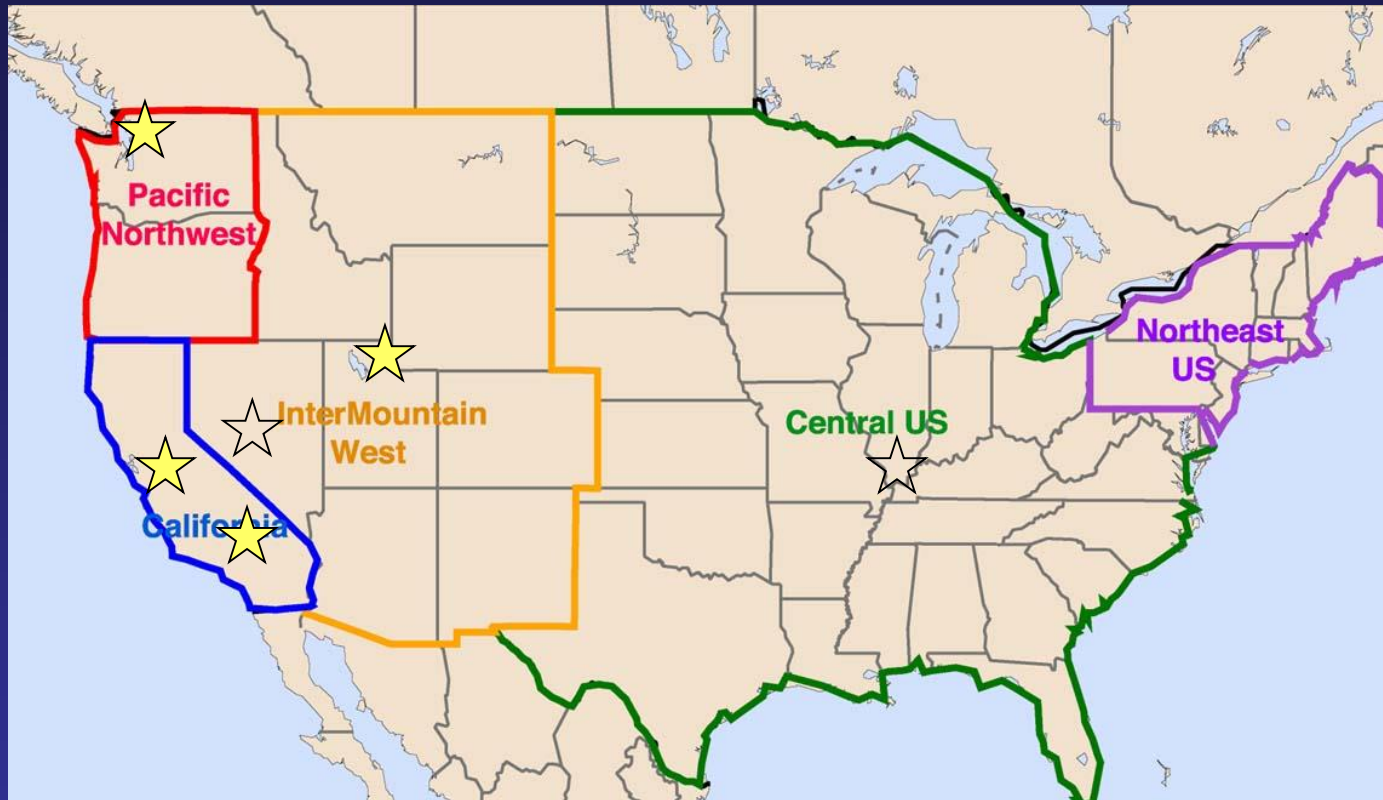 Pacific
Northwest
Northeast
US
InterMountain
West
Central US
California